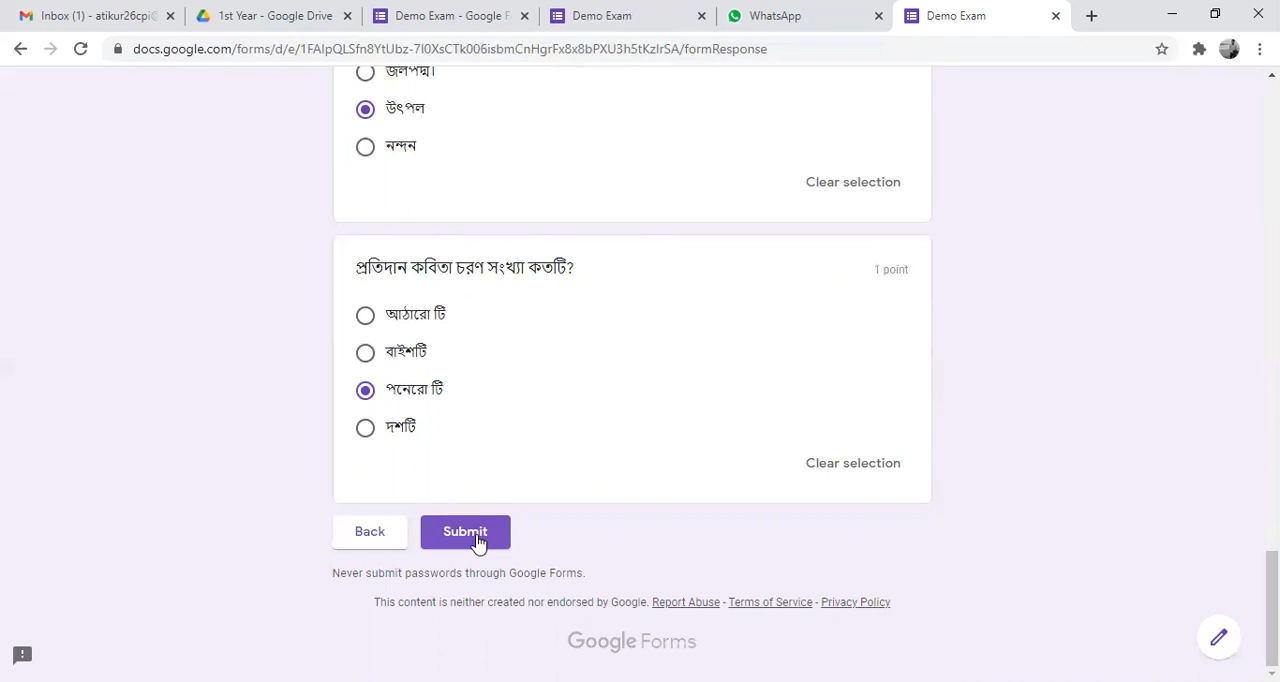 Inbox (1) - atikur26cpi@
1st Year - Google Drive
Demo Exam - Google F
Demo Exam
WhatsApp
Demo Exam
docs.google.com/forms/d/e/1FAIpQLSfn8YtUbz-7I0XsCTk006isbmCnHgrFx8x8bPXU3h5tKzIrSA/formResponse
জলপদ্ম।
উৎপল
নন্দন
Clear selection
প্রতিদান কবিতা চরণ সংখ্যা কতটি?
1 point
আঠারো টি
বাইশটি
পনেরো টি
দশটি
Clear selection
Back
Submit
Never submit passwords through Google Forms.
This content is neither created nor endorsed by Google. Report Abuse - Terms of Service - Privacy Policy
Google Forms